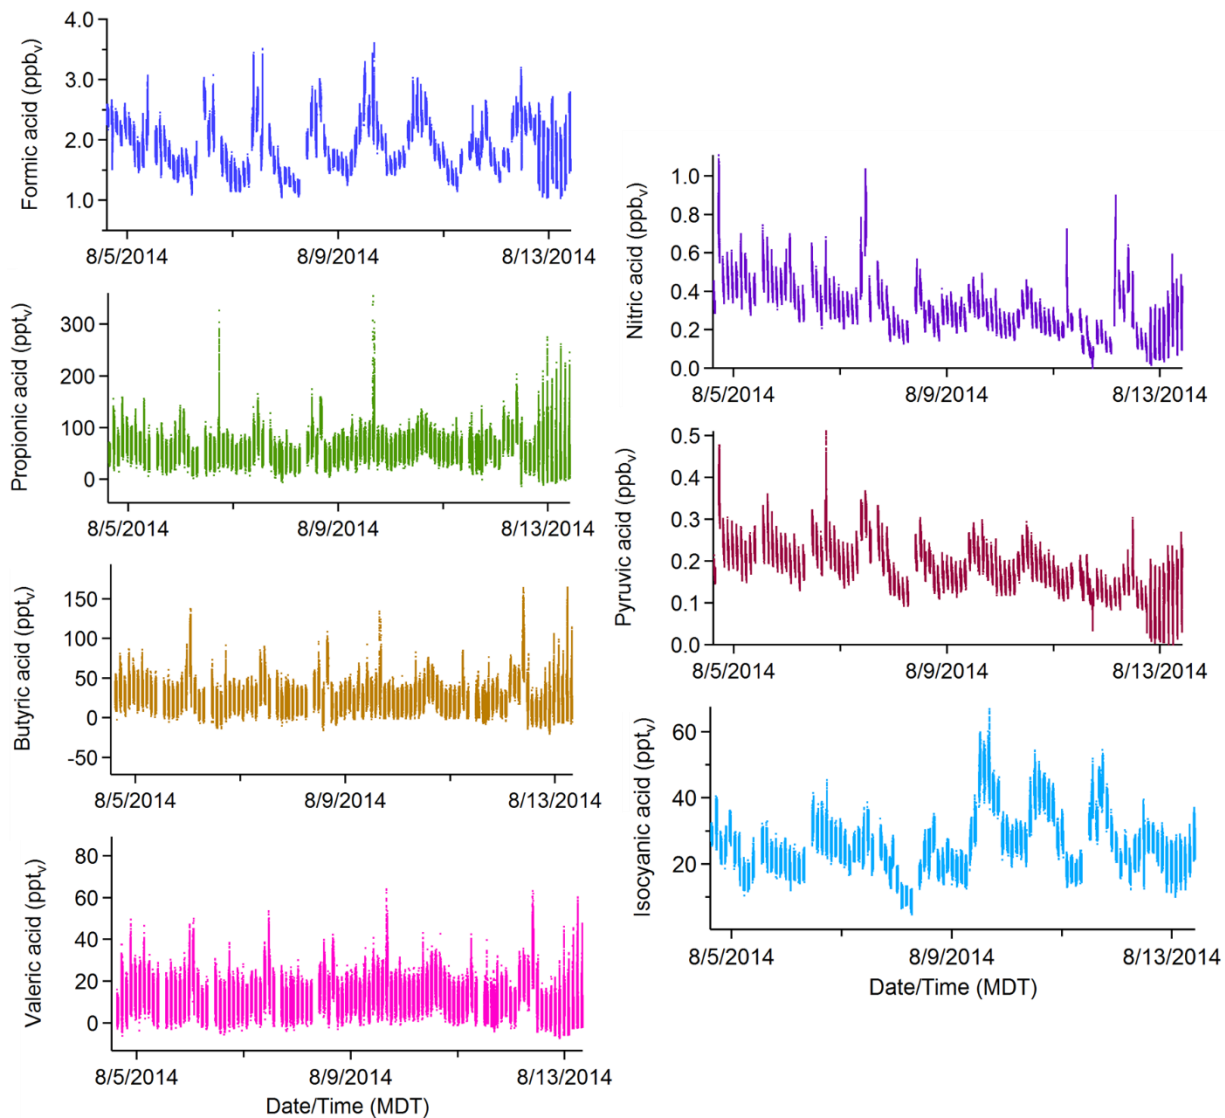 Formic acid (ppbv)
4.0
3.0
2.0
1.0
8/5/2014 8/9/2014 8/13/2014
Propionic acid (pptv)
300
200
100
0
8/5/2014 8/9/2014 8/13/2014
Butyric acid (pptv)
150
100
50
0
-50
8/5/2014 8/9/2014 8/13/2014
Valeric acid (pptv)
80
60
40
20
0
8/5/2014 8/9/2014 8/13/2014
Date/Time (MDT)
Nitric acid (ppbv)
1.0
0.8
0.6
0.4
0.2
0.0
8/5/2014 8/9/2014 8/13/2014
Pyruvic acid (ppbv)
0.5
0.4
0.3
0.2
0.1
0.0
8/5/2014 8/9/2014 8/13/2014
Isocyanic acid (pptv)
60
40
20
8/5/2014 8/9/2014 8/13/2014
Date/Time (MDT)